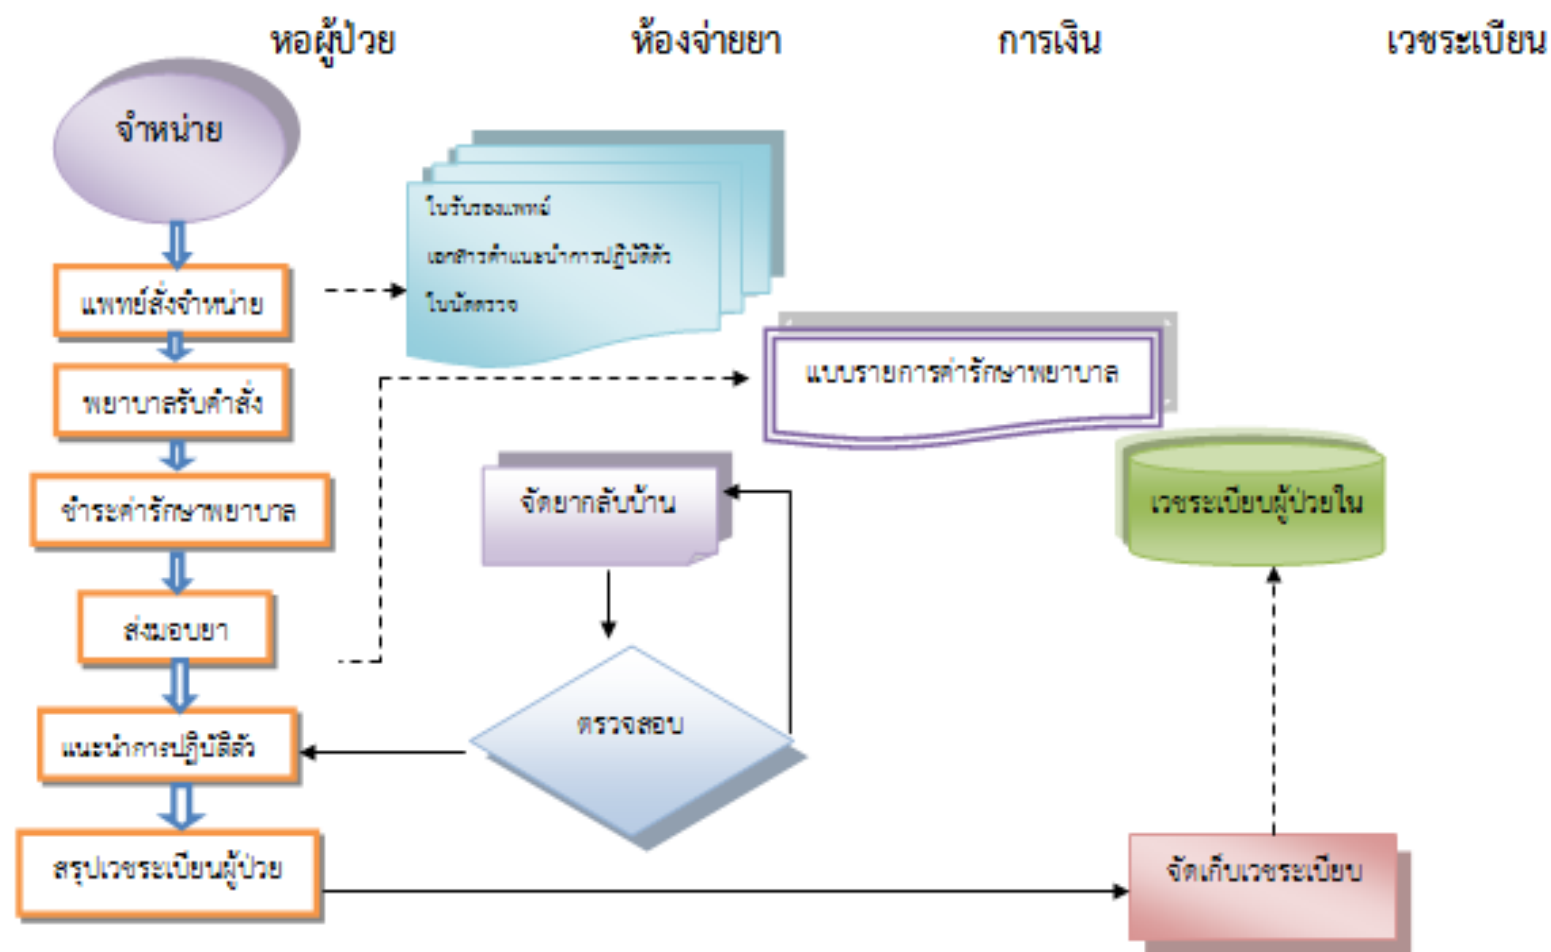 หอผู้ป่วย
ห้องจ่ายยา
การเงิน
เวชระเบียน
จำหน่าย
ใบรับรองแพทย์
เอกสารคำแนะนำการปฏิบัติตัว
ใบนัดตรวจ
แพทย์สั่งจำหน่าย
แบบรายการค่ารักษาพยาบาล
พยาบาลรับคำสั่ง
ชำระค่ารักษาพยาบาล
จัดยากลับบ้าน
เวชระเบียบผู้ป่วยใน
ส่งมอบยา
ตรวจสอบ
แนะนำการปฏิบัติตัว
สรุปเวชระเบียนผู้ป่วย
จัดเก็บเวชระเบียบ